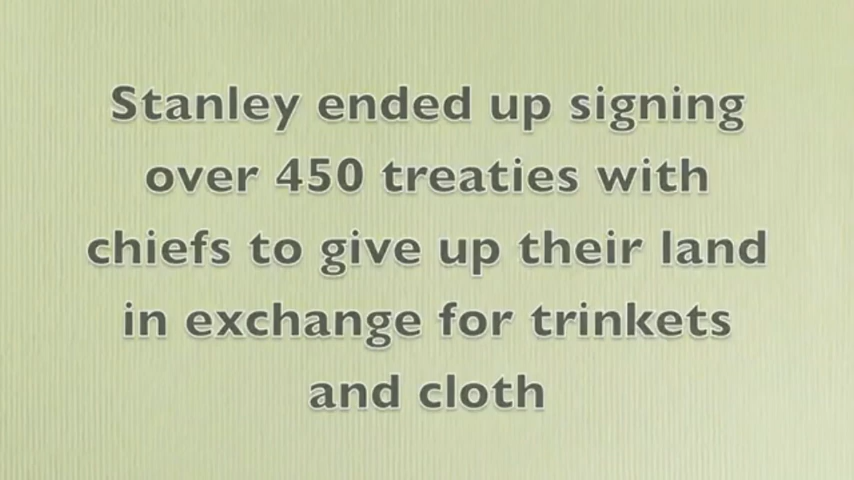 Stanley ended up signing
over 450 treaties with
chiefs to give up their land
in exchange for trinkets
and cloth